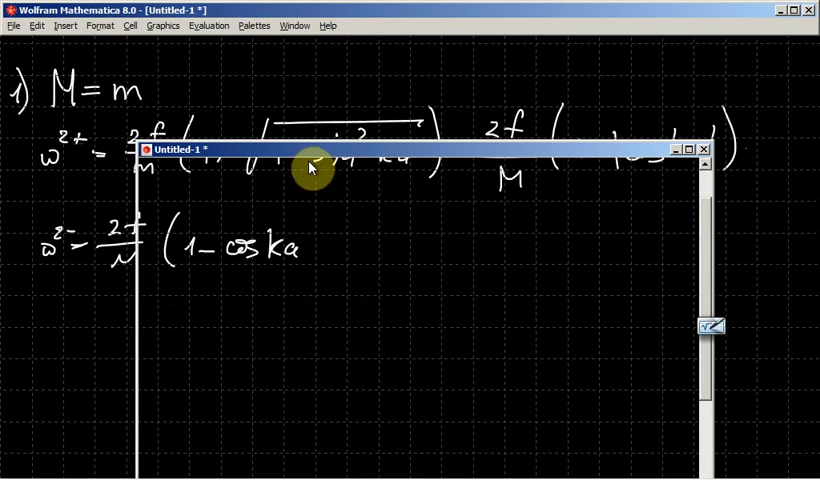 Wolfram Mathematica 8.0 - [Untitled-1 *]
File Edit Insert Format Cell Graphics Evaluation Palettes Window Help
1) M = m
ω²⁺ = 2f/m (1 + √ ) 2f/M (
Untitled-1 *
ω²⁻ = 2f/M (1 - cos ka